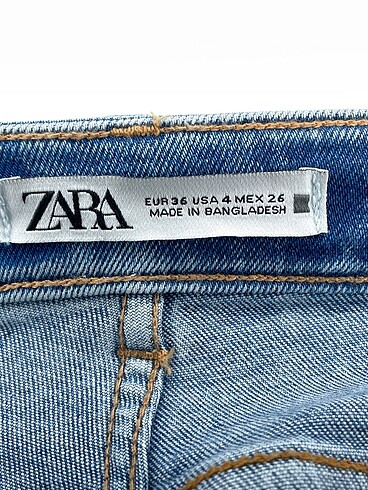 ZARA
EUR 36 USA 4 MEX 26
MADE IN BANGLADESH